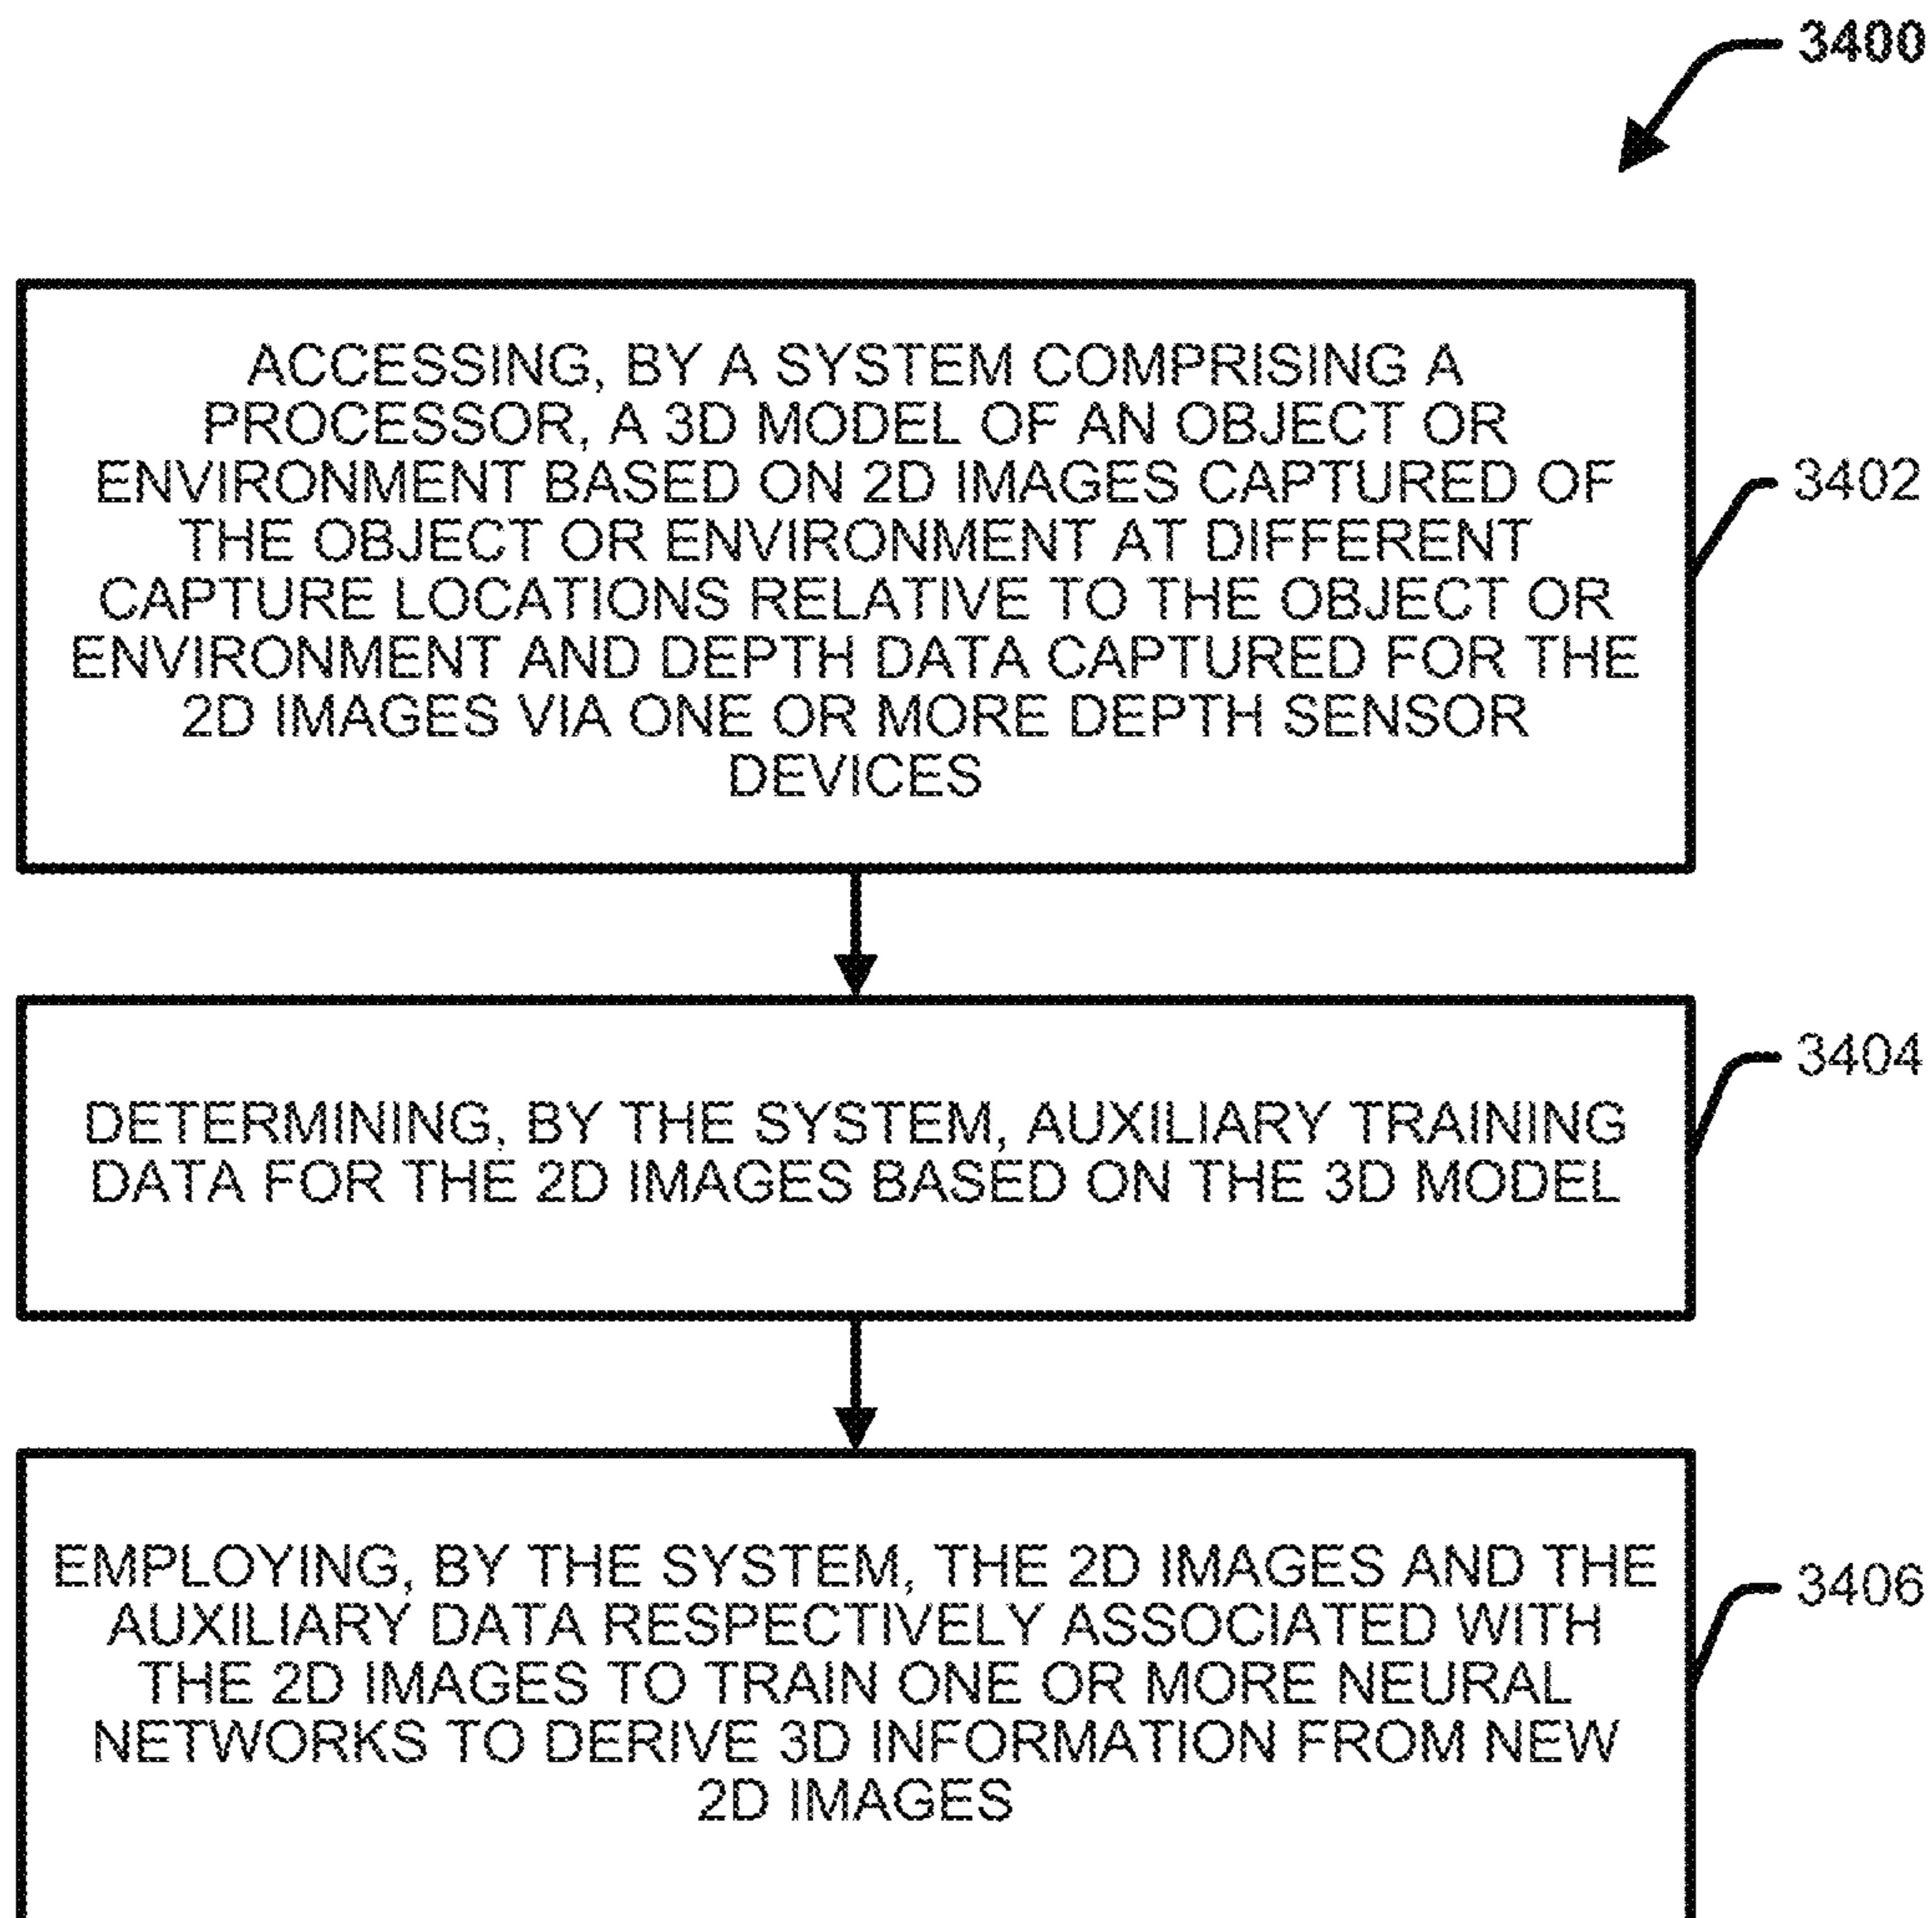 3400
ACCESSING, BY A SYSTEM COMPRISING A
PROCESSOR, A 3D MODEL OF AN OBJECT OR
ENVIRONMENT BASED ON 2D IMAGES CAPTURED OF
THE OBJECT OR ENVIRONMENT AT DIFFERENT
CAPTURE LOCATIONS RELATIVE TO THE OBJECT OR
ENVIRONMENT AND DEPTH DATA CAPTURED FOR THE
2D IMAGES VIA ONE OR MORE DEPTH SENSOR
DEVICES
3402
DETERMINING, BY THE SYSTEM, AUXILIARY TRAINING
DATA FOR THE 2D IMAGES BASED ON THE 3D MODEL
3404
EMPLOYING, BY THE SYSTEM, THE 2D IMAGES AND THE
AUXILIARY DATA RESPECTIVELY ASSOCIATED WITH
THE 2D IMAGES TO TRAIN ONE OR MORE NEURAL
NETWORKS TO DERIVE 3D INFORMATION FROM NEW
2D IMAGES
3406